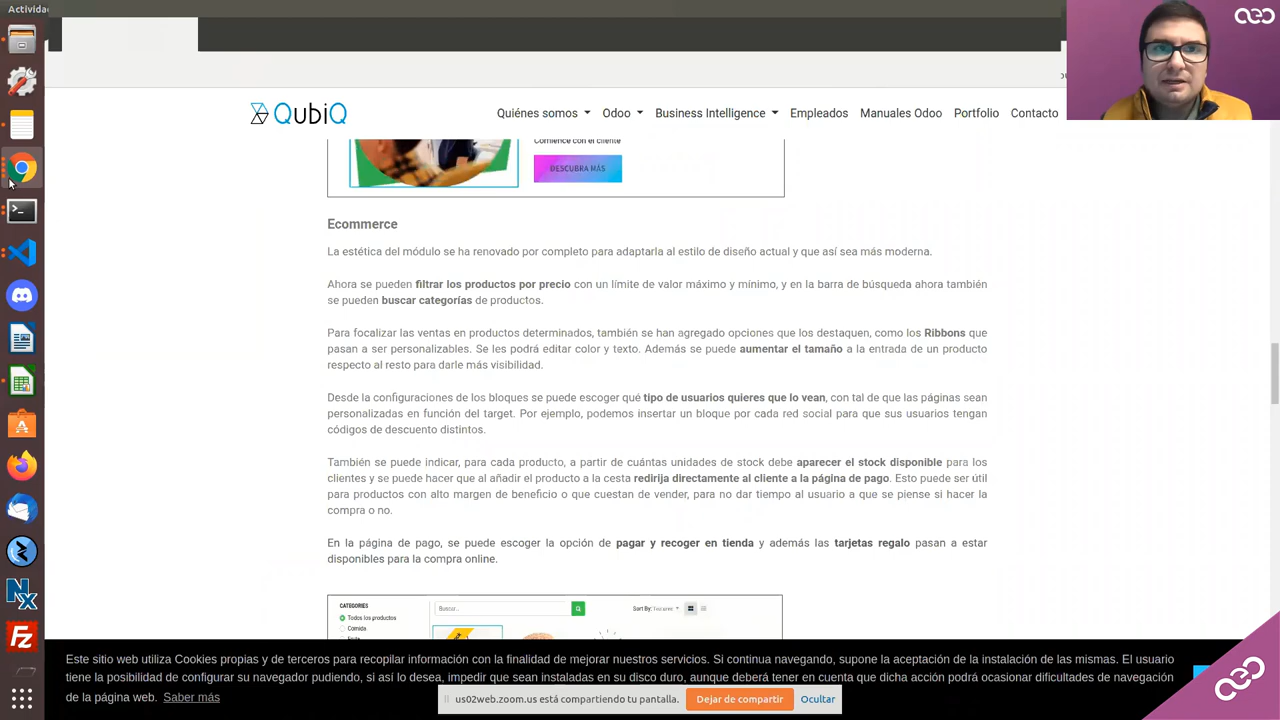 Activida
QubiQ
Quiénes somos
Odoo
Business Intelligence
Empleados
Manuales Odoo
Portfolio
Contacto
Comience con el cliente
DESCUBRA MÁS
Ecommerce
La estética del módulo se ha renovado por completo para adaptarla al estilo de diseño actual y que así sea más moderna.
Ahora se pueden filtrar los productos por precio con un límite de valor máximo y mínimo, y en la barra de búsqueda ahora también
se pueden buscar categorías de productos.
Para focalizar las ventas en productos determinados, también se han agregado opciones que los destaquen, como los Ribbons que
pasan a ser personalizables. Se les podrá editar color y texto. Además se puede aumentar el tamaño a la entrada de un producto
respecto al resto para darle más visibilidad.
Desde la configuraciones de los bloques se puede escoger qué tipo de usuarios quieres que lo vean, con tal de que las páginas sean
personalizadas en función del target. Por ejemplo, podemos insertar un bloque por cada red social para que sus usuarios tengan
códigos de descuento distintos.
También se puede indicar, para cada producto, a partir de cuántas unidades de stock debe aparecer el stock disponible para los
clientes y se puede hacer que al añadir el producto a la cesta redirija directamente al cliente a la página de pago. Esto puede ser útil
para productos con alto margen de beneficio o que cuestan de vender, para no dar tiempo al usuario a que se piense si hacer la
compra o no.
En la página de pago, se puede escoger la opción de pagar y recoger en tienda y además las tarjetas regalo pasan a estar
disponibles para la compra online.
CATEGORIES
Todos los productos
Comida
Buscar...
Sort By:
Este sitio web utiliza Cookies propias y de terceros para recopilar información con la finalidad de mejorar nuestros servicios. Si continua navegando, supone la aceptación de la instalación de las mismas. El usuario
tiene la posibilidad de configurar su navegador pudiendo, si así lo desea, impedir que sean instaladas en su disco duro, aunque deberá tener en cuenta que dicha acción podrá ocasionar dificultades de navegación
de la página web. Saber más
us02web.zoom.us está compartiendo tu pantalla.
Dejar de compartir
Ocultar